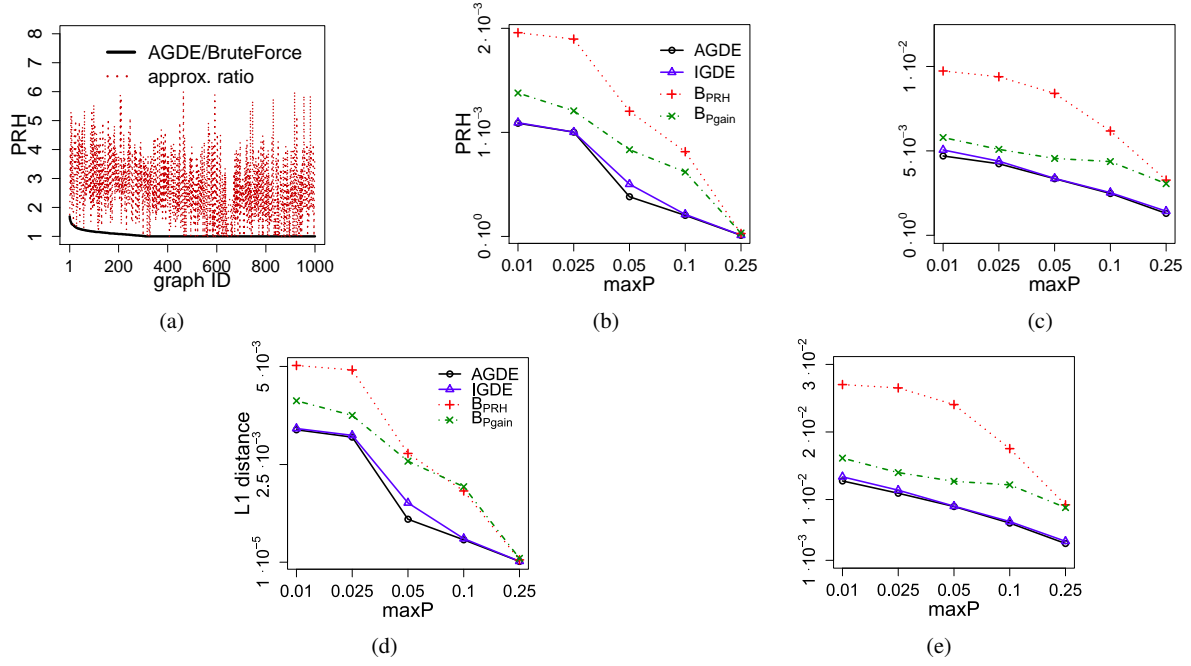 8
7
6
5
4
3
2
1
PRH
AGDE/BruteForce
approx. ratio
1 200 400 600 800 1000
graph ID
(a)
2·10⁻³
1·10⁻³
0·10⁰
PRH
AGDE
IGDE
B_PRH
B_Pgain
0.01 0.025 0.05 0.1 0.25
maxP
(b)
1·10⁻²
5·10⁻³
0·10⁰
0.01 0.025 0.05 0.1 0.25
maxP
(c)
5·10⁻³
2.5·10⁻³
1·10⁻⁵
L1 distance
AGDE
IGDE
B_PRH
B_Pgain
0.01 0.025 0.05 0.1 0.25
maxP
(d)
3·10⁻²
2·10⁻²
1·10⁻²
1·10⁻³
0.01 0.025 0.05 0.1 0.25
maxP
(e)